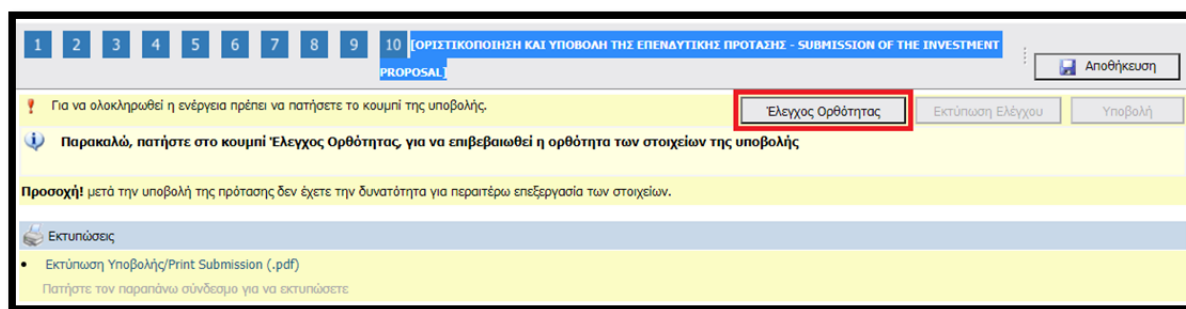 1 2 3 4 5 6 7 8 9 10 [ΟΡΙΣΤΙΚΟΠΟΙΗΣΗ ΚΑΙ ΥΠΟΒΟΛΗ ΤΗΣ ΕΠΕΝΔΥΤΙΚΗΣ ΠΡΟΤΑΣΗΣ - SUBMISSION OF THE INVESTMENT
PROPOSAL]
Αποθήκευση
Για να ολοκληρωθεί η ενέργεια πρέπει να πατήσετε το κουμπί της υποβολής.
Έλεγχος Ορθότητας Εκτύπωση Ελέγχου Υποβολή
Παρακαλώ, πατήστε στο κουμπί Έλεγχος Ορθότητας, για να επιβεβαιωθεί η ορθότητα των στοιχείων της υποβολής
Προσοχή! μετά την υποβολή της πρότασης δεν έχετε την δυνατότητα για περαιτέρω επεξεργασία των στοιχείων.
Εκτυπώσεις
Εκτύπωση Υποβολής/Print Submission (.pdf)
Πατήστε τον παραπάνω σύνδεσμο για να εκτυπώσετε